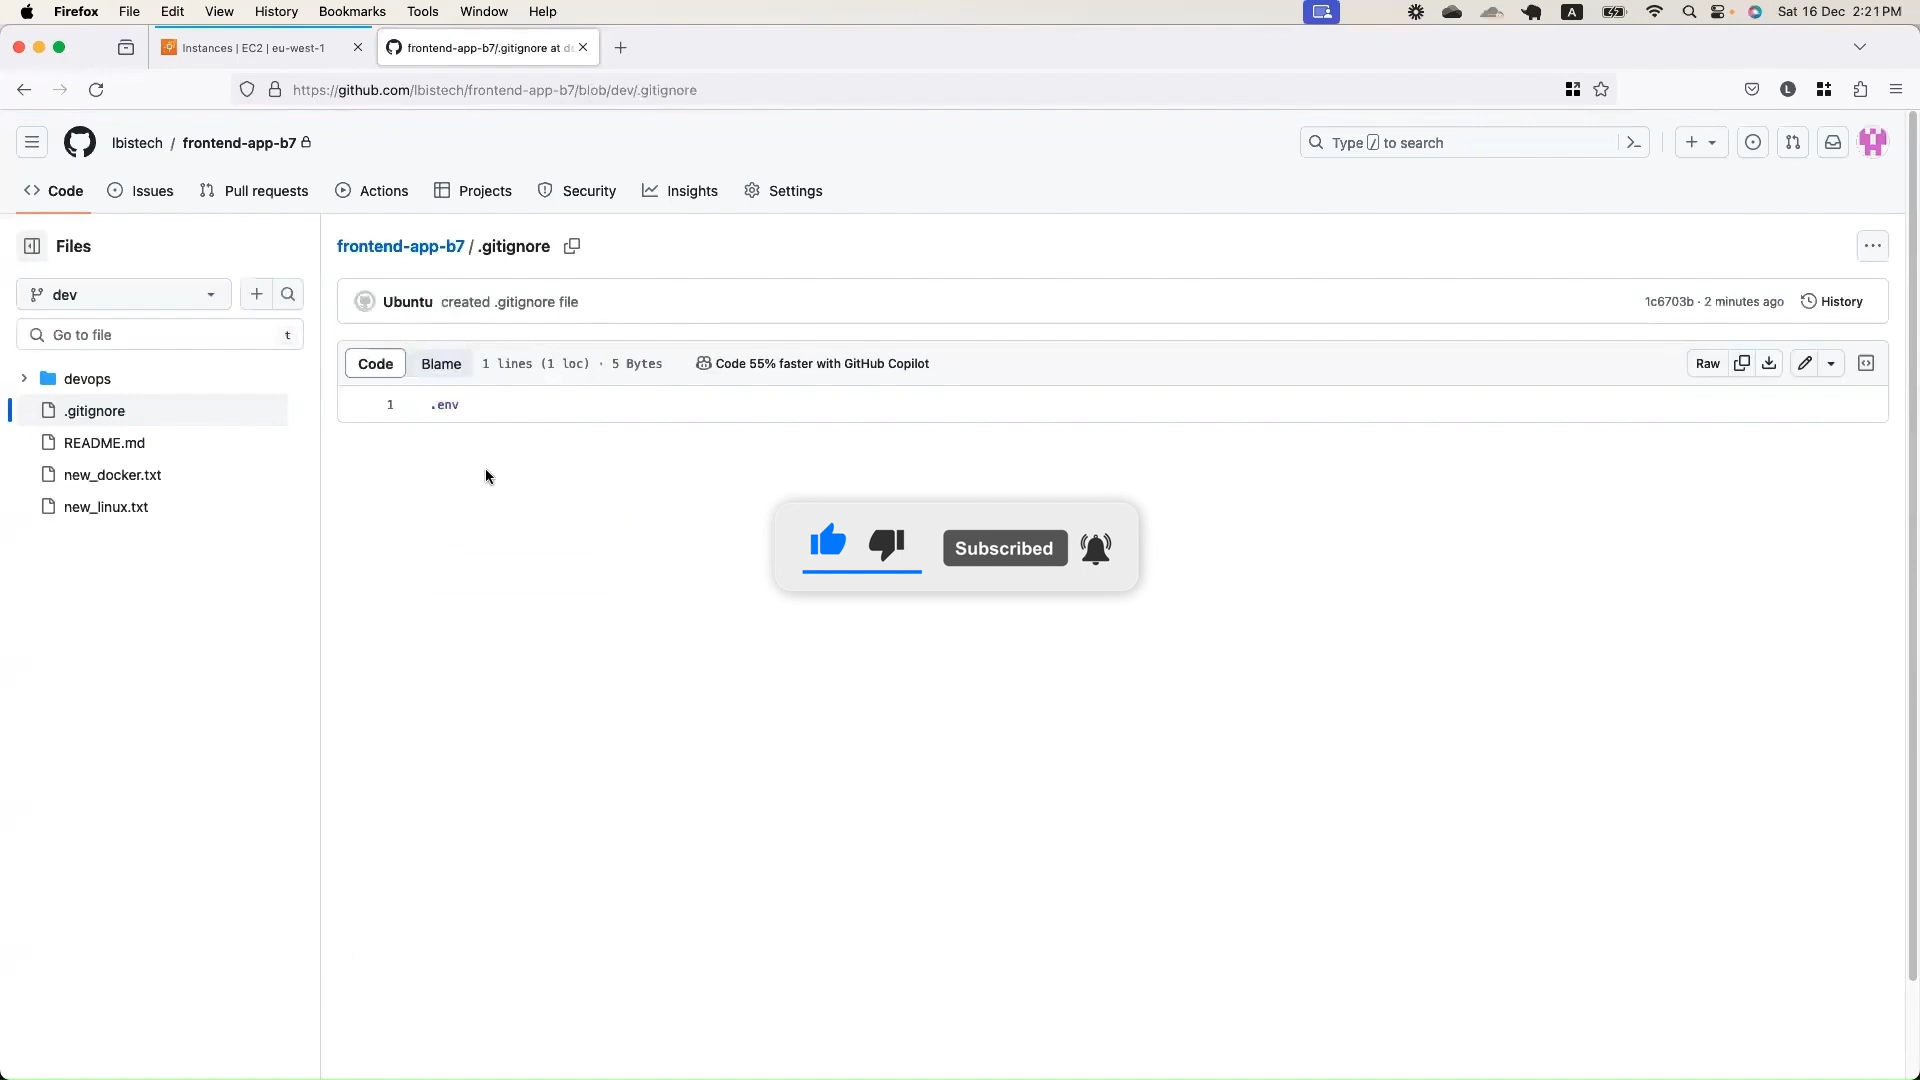 Firefox File Edit View History Bookmarks Tools Window Help A Sat 16 Dec 2:21 PM
Instances | EC2 | eu-west-1
frontend-app-b7/.gitignore at d
https://github.com/lbistech/frontend-app-b7/blob/dev/.gitignore L
lbistech / frontend-app-b7
Type / to search
Code Issues Pull requests Actions Projects Security Insights Settings
Files
frontend-app-b7 / .gitignore
dev
Ubuntu created .gitignore file
1c6703b · 2 minutes ago History
Go to file t
Code Blame 1 lines (1 loc) · 5 Bytes Code 55% faster with GitHub Copilot Raw
devops
1 .env
.gitignore
README.md
new_docker.txt
new_linux.txt
Subscribed